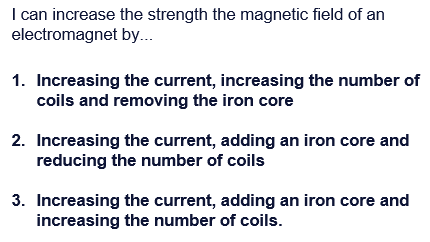 I can increase the strength the magnetic field of an
electromagnet by...
1. Increasing the current, increasing the number of
coils and removing the iron core
2. Increasing the current, adding an iron core and
reducing the number of coils
3. Increasing the current, adding an iron core and
increasing the number of coils.